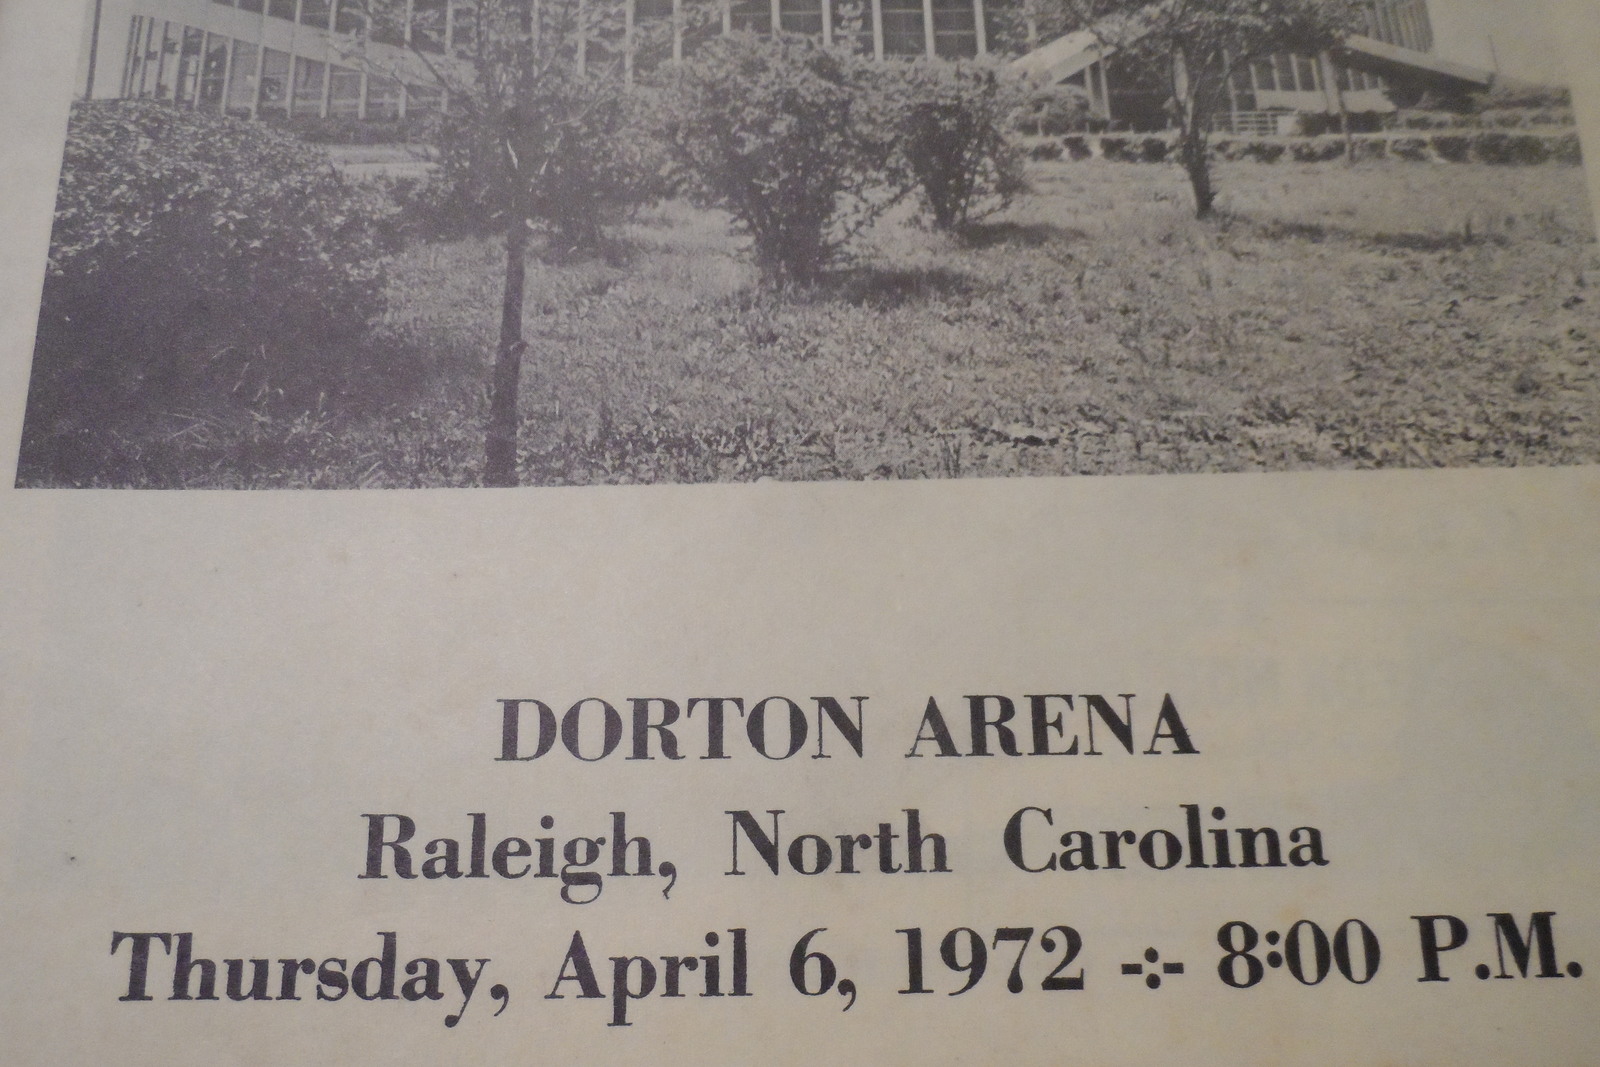 DORTON ARENA
Raleigh, North Carolina
Thursday, April 6, 1972 -:- 8:00 P.M.